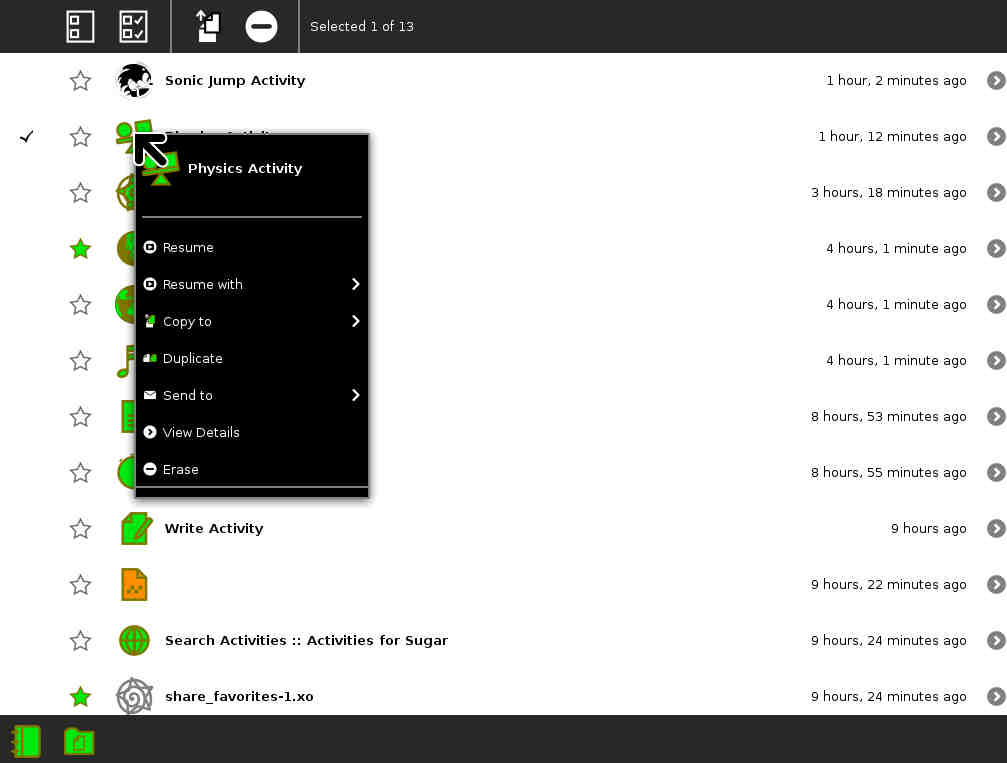 Selected 1 of 13
Sonic Jump Activity 1 hour, 2 minutes ago
1 hour, 12 minutes ago
Physics Activity
3 hours, 18 minutes ago
Resume 4 hours, 1 minute ago
Resume with
4 hours, 1 minute ago
Copy to
Duplicate 4 hours, 1 minute ago
Send to
8 hours, 53 minutes ago
View Details
Erase 8 hours, 55 minutes ago
Write Activity 9 hours ago
9 hours, 22 minutes ago
Search Activities :: Activities for Sugar 9 hours, 24 minutes ago
share_favorites-1.xo 9 hours, 24 minutes ago